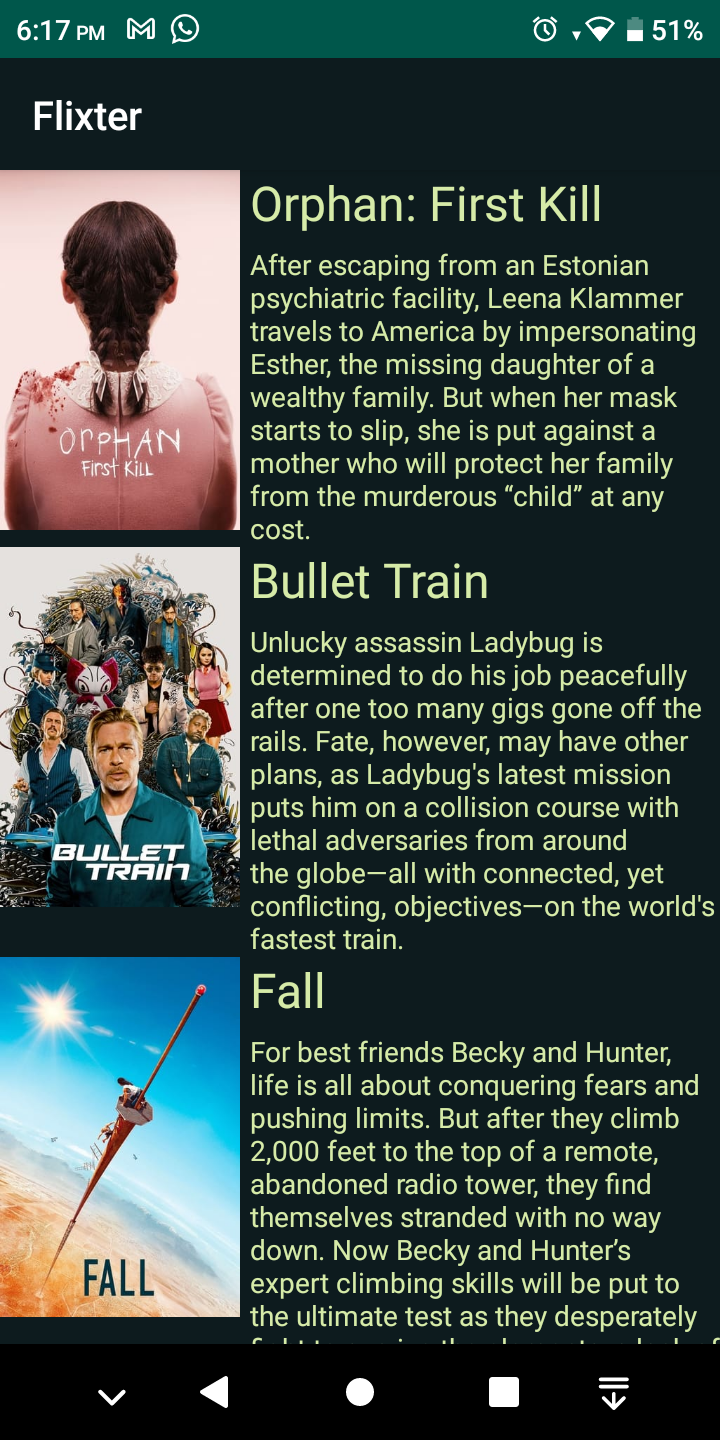 6:17 PM
51%
Flixter
Orphan: First Kill
After escaping from an Estonian
psychiatric facility, Leena Klammer
travels to America by impersonating
Esther, the missing daughter of a
wealthy family. But when her mask
starts to slip, she is put against a
mother who will protect her family
from the murderous “child” at any
cost.
ORPHAN
First Kill
Bullet Train
Unlucky assassin Ladybug is
determined to do his job peacefully
after one too many gigs gone off the
rails. Fate, however, may have other
plans, as Ladybug's latest mission
puts him on a collision course with
lethal adversaries from around
the globe—all with connected, yet
conflicting, objectives—on the world's
fastest train.
BULLET
TRAIN
Fall
For best friends Becky and Hunter,
life is all about conquering fears and
pushing limits. But after they climb
2,000 feet to the top of a remote,
abandoned radio tower, they find
themselves stranded with no way
down. Now Becky and Hunter’s
expert climbing skills will be put to
the ultimate test as they desperately
FALL